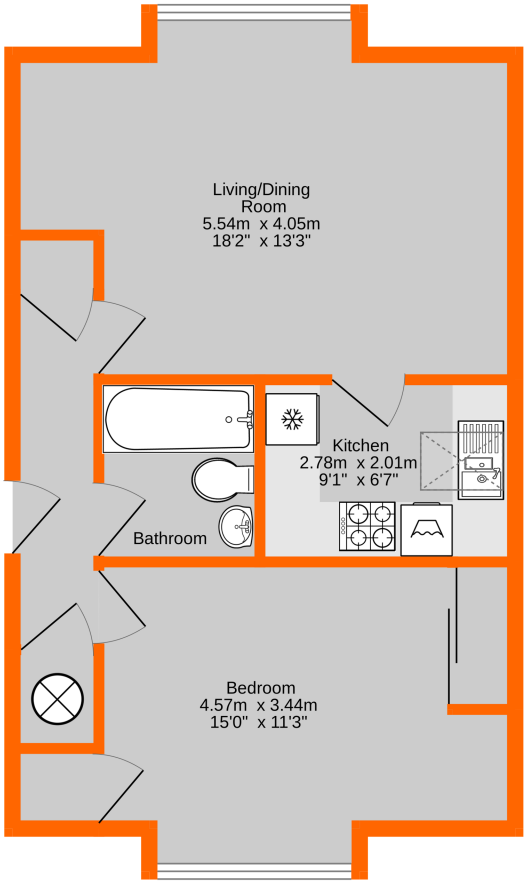 Living/Dining
Room
5.54m x 4.05m
18'2" x 13'3"
Kitchen
2.78m x 2.01m
9'1" x 6'7"
Bathroom
Bedroom
4.57m x 3.44m
15'0" x 11'3"